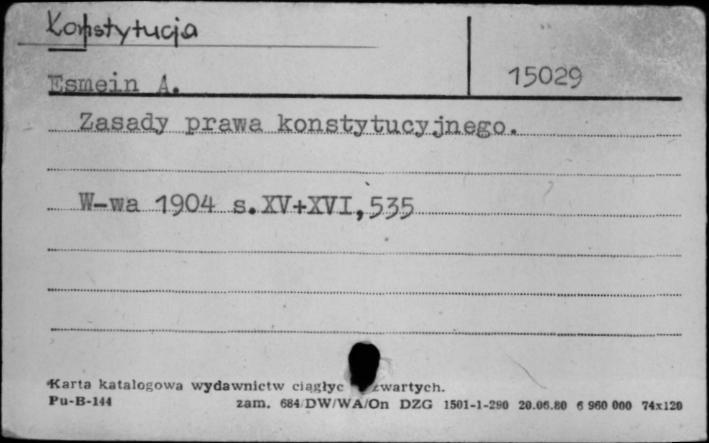 Konstytucja
Esmein A.
15029
Zasady prawa konstytucyjnego.
W-wa 1904 s.XV+XVI,535
Karta katalogowa wydawnictw ciągłyc zwartych.
Pu-B-144 zam. 684/DW/WA/On DZG 1501-1-290 20.06.80 6 960 000 74x120